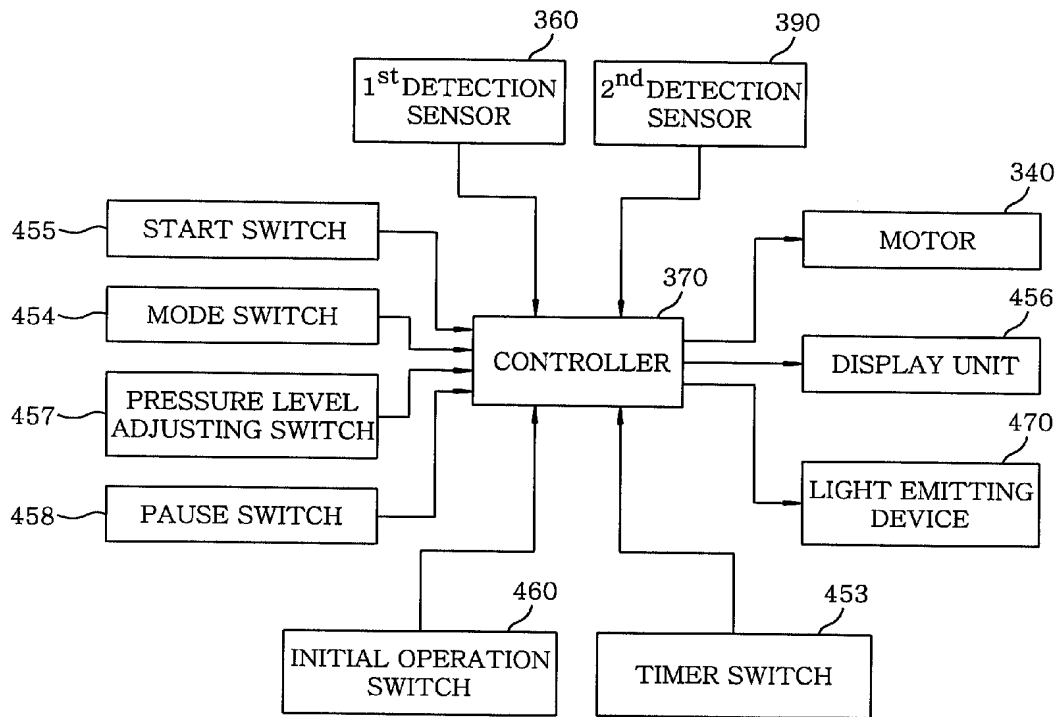 360
390
1st DETECTION
SENSOR
2nd DETECTION
SENSOR
340
455
START SWITCH
MOTOR
370
456
454
MODE SWITCH
CONTROLLER
DISPLAY UNIT
457
PRESSURE LEVEL
ADJUSTING SWITCH
470
458
PAUSE SWITCH
LIGHT EMITTING
DEVICE
460
453
INITIAL OPERATION
SWITCH
TIMER SWITCH